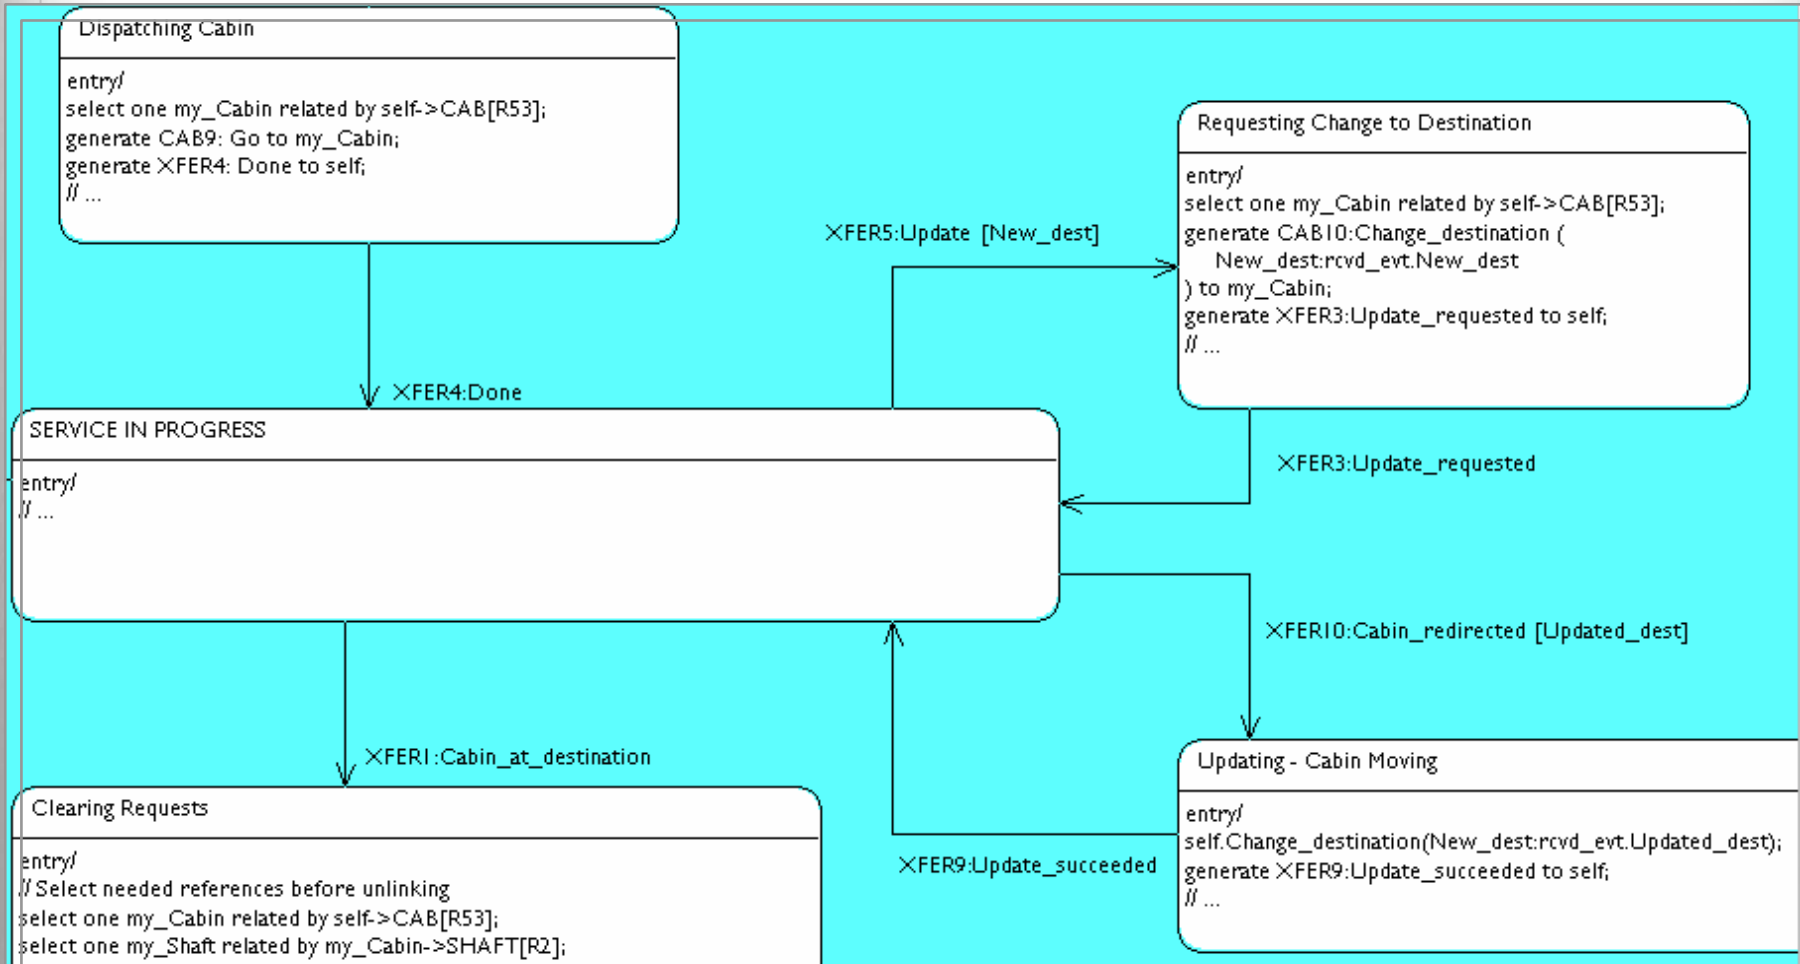 Dispatching Cabin
entry/
select one my_Cabin related by self->CAB[R53];
generate CAB9: Go to my_Cabin;
generate XFER4: Done to self;
// ...
XFER4:Done
XFER5:Update [New_dest]
Requesting Change to Destination
entry/
select one my_Cabin related by self->CAB[R53];
generate CAB10:Change_destination (
New_dest:rcvd_evt.New_dest
) to my_Cabin;
generate XFER3:Update_requested to self;
// ...
SERVICE IN PROGRESS
entry/
// ...
XFER3:Update_requested
XFER10:Cabin_redirected [Updated_dest]
XFER1:Cabin_at_destination
Updating - Cabin Moving
entry/
self.Change_destination(New_dest:rcvd_evt.Updated_dest);
generate XFER9:Update_succeeded to self;
// ...
XFER9:Update_succeeded
Clearing Requests
entry/
// Select needed references before unlinking
select one my_Cabin related by self->CAB[R53];
select one my_Shaft related by my_Cabin->SHAFT[R2];